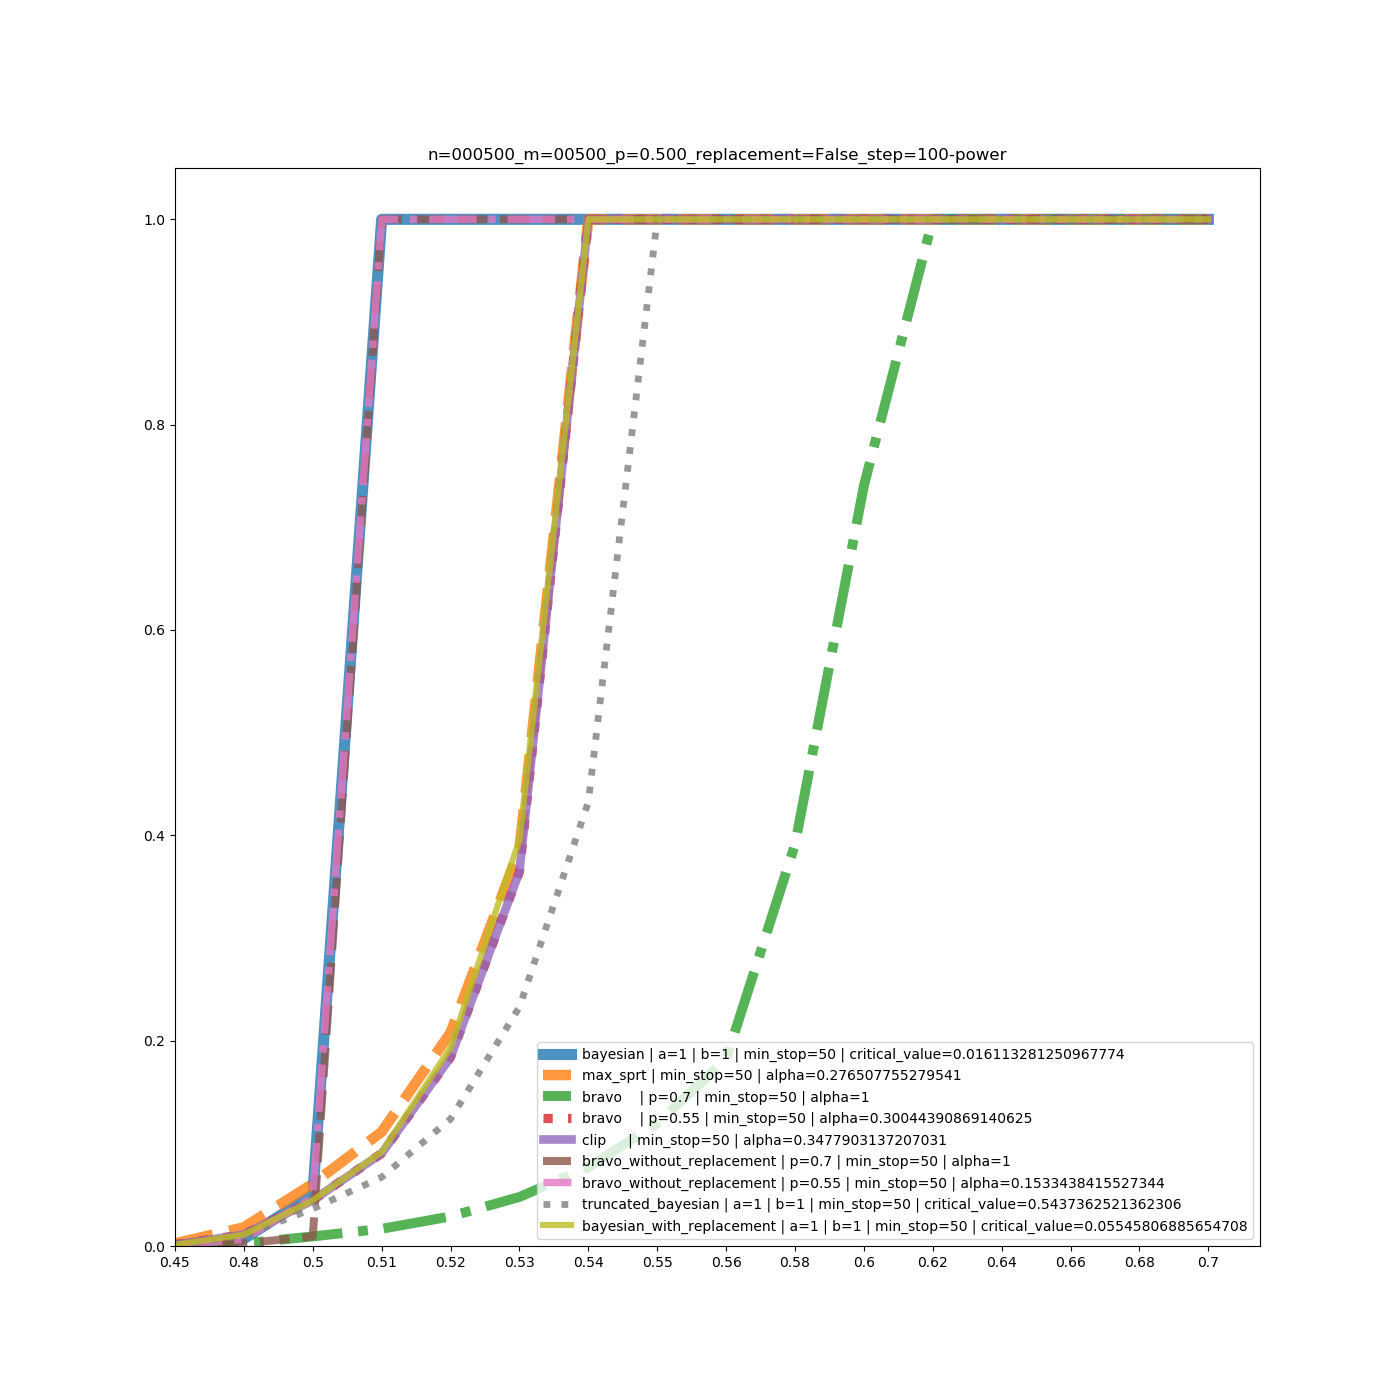 n=000500_m=00500_p=0.500_replacement=False_step=100-power
1.0
0.8
0.6
0.4
0.2
0.0
bayesian | a=1 | b=1 | min_stop=50 | critical_value=0.016113281250967774
max_sprt | min_stop=50 | alpha=0.276507755279541
bravo | p=0.7 | min_stop=50 | alpha=1
bravo | p=0.55 | min_stop=50 | alpha=0.30044390869140625
clip | min_stop=50 | alpha=0.3477903137207031
bravo_without_replacement | p=0.7 | min_stop=50 | alpha=1
bravo_without_replacement | p=0.55 | min_stop=50 | alpha=0.1533438415527344
truncated_bayesian | a=1 | b=1 | min_stop=50 | critical_value=0.5437362521362306
bayesian_with_replacement | a=1 | b=1 | min_stop=50 | critical_value=0.05545806885654708
0.45 0.48 0.5 0.51 0.52 0.53 0.54 0.55 0.56 0.58 0.6 0.62 0.64 0.66 0.68 0.7